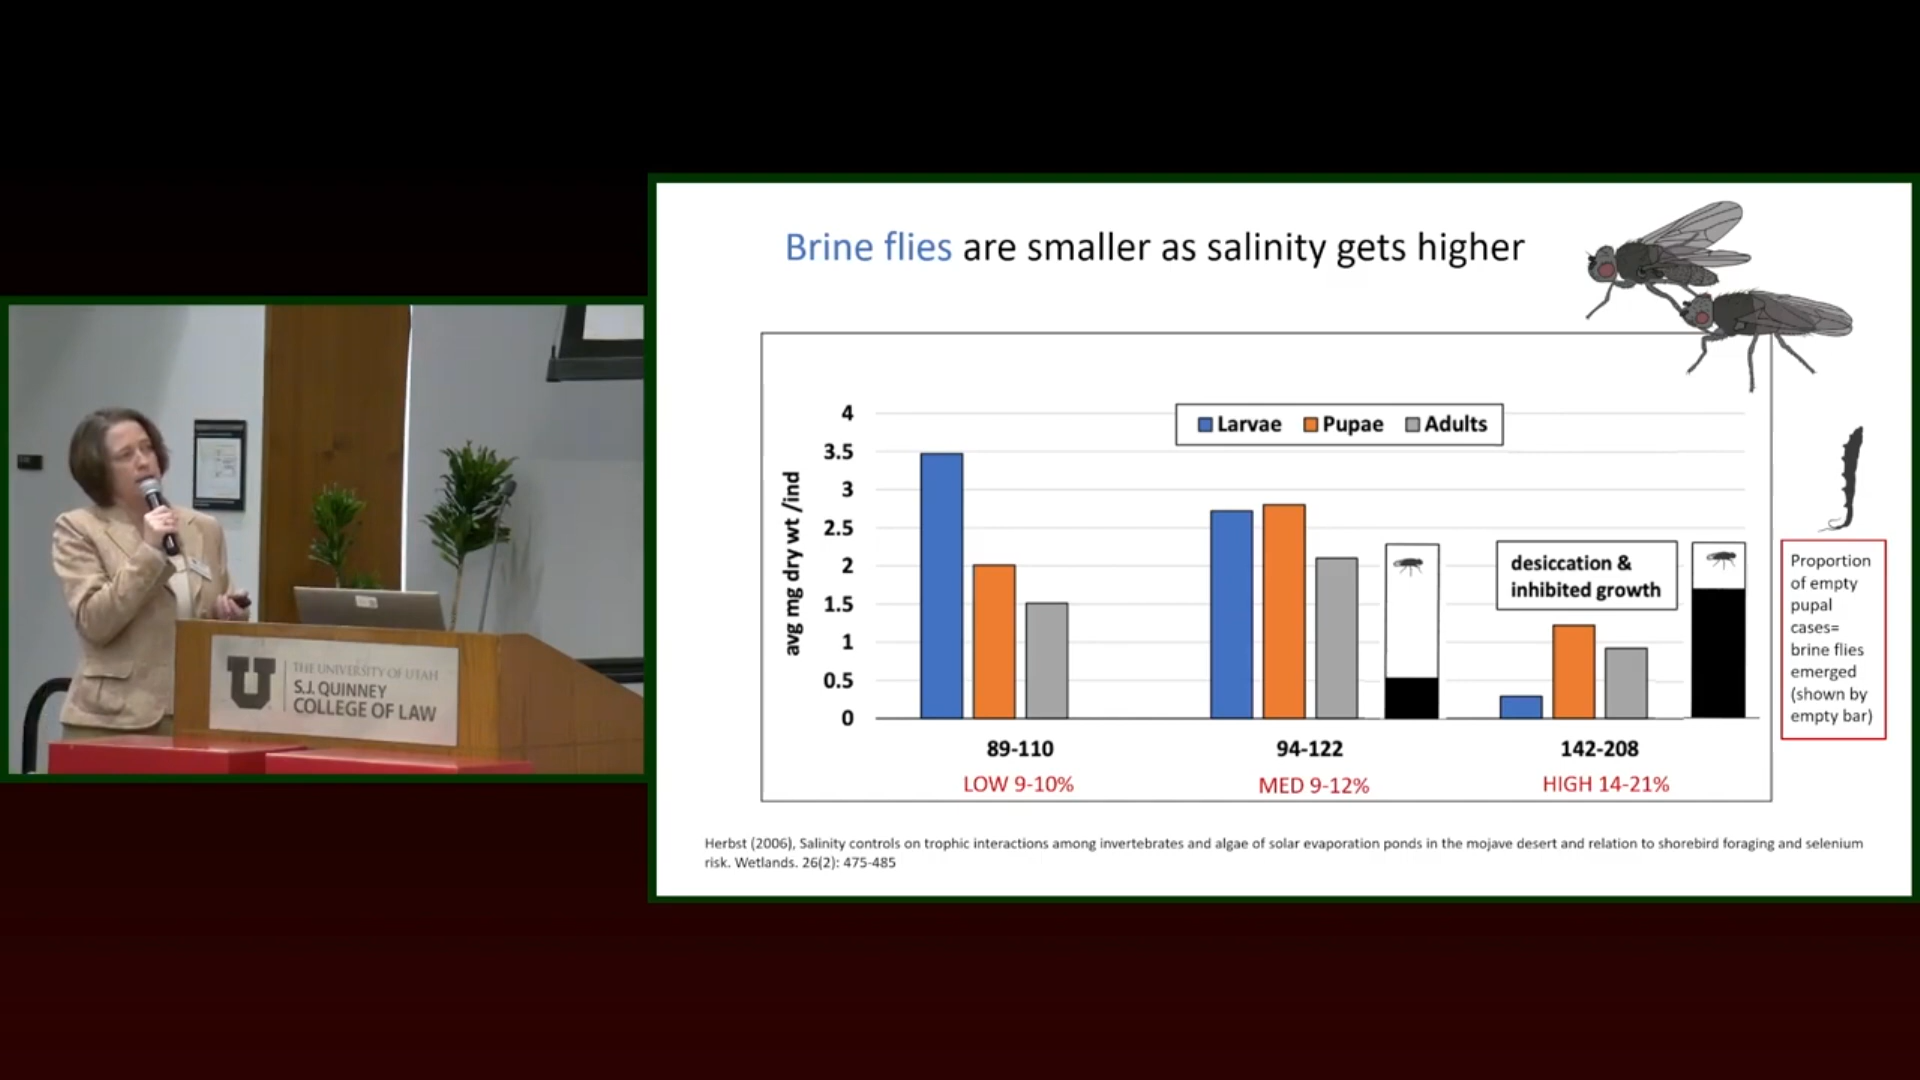 THE UNIVERSITY OF UTAH
S.J. QUINNEY
COLLEGE OF LAW
Brine flies are smaller as salinity gets higher
Larvae Pupae Adults
avg mg dry wt /ind
4
3.5
3
2.5
2
1.5
1
0.5
0
desiccation &
inhibited growth
89-110
94-122
142-208
LOW 9-10%
MED 9-12%
HIGH 14-21%
Proportion
of empty
pupal
cases=
brine flies
emerged
(shown by
empty bar)
Herbst (2006), Salinity controls on trophic interactions among invertebrates and algae of solar evaporation ponds in the mojave desert and relation to shorebird foraging and selenium
risk. Wetlands. 26(2): 475-485